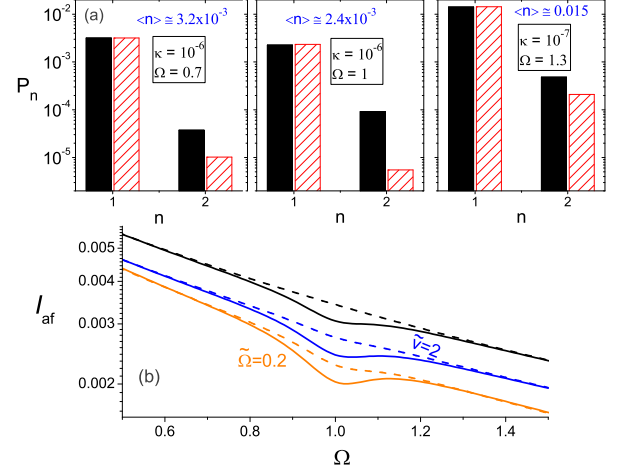 (a)
<n> ≅ 3.2x10⁻³
<n> ≅ 2.4x10⁻³
<n> ≅ 0.015
10⁻²
10⁻³
10⁻⁴
10⁻⁵
Pₙ
κ = 10⁻⁶
Ω = 0.7
κ = 10⁻⁶
Ω = 1
κ = 10⁻⁷
Ω = 1.3
1 2
1 2
1 2
n
n
n
0.005
0.004
0.003
0.002
I_af
(b)
Ω̃=0.2
ṽ=2
0.6 0.8 1.0 1.2 1.4
Ω